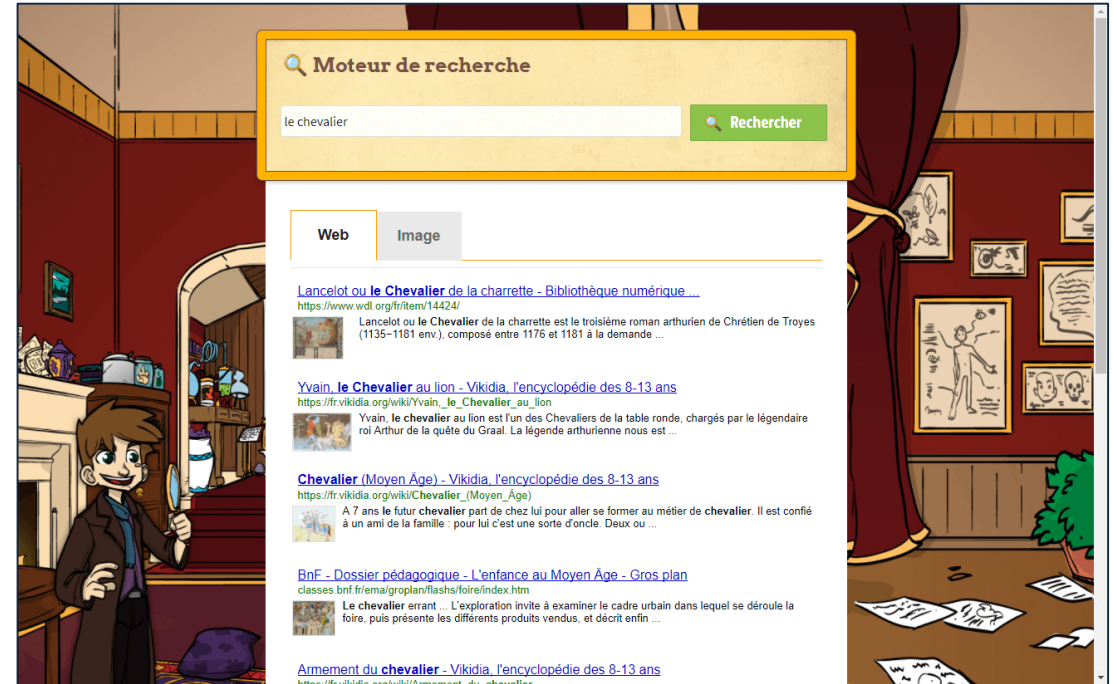 Moteur de recherche
le chevalier
Rechercher
Web
Image
Lancelot ou le Chevalier de la charrette - Bibliothèque numérique ...
https://www.wdl.org/fr/item/14424/
Lancelot ou le Chevalier de la charrette est le troisième roman arthurien de Chrétien de Troyes
(1135–1181 env.), composé entre 1176 et 1181 à la demande ...
Yvain, le Chevalier au lion - Vikidia, l'encyclopédie des 8-13 ans
https://fr.vikidia.org/wiki/Yvain,_le_Chevalier_au_lion
Yvain, le chevalier au lion est l'un des Chevaliers de la table ronde, chargés par le légendaire
roi Arthur de la quête du Graal. La légende arthurienne nous est ...
Chevalier (Moyen Âge) - Vikidia, l'encyclopédie des 8-13 ans
https://fr.vikidia.org/wiki/Chevalier_(Moyen_Âge)
A 7 ans le futur chevalier part de chez lui pour aller se former au métier de chevalier. Il est confié
à un ami de la famille : pour lui c'est une sorte d'oncle. Deux ou ...
BnF - Dossier pédagogique - L'enfance au Moyen Âge - Gros plan
classes.bnf.fr/ema/groplan/flashs/foire/index.htm
Le chevalier errant ... L'exploration invite à examiner le cadre urbain dans lequel se déroule la
foire, puis présente les différents produits vendus, et décrit enfin ...
Armement du chevalier - Vikidia, l'encyclopédie des 8-13 ans
https://fr.vikidia.org/wiki/Armement_du_chevalier